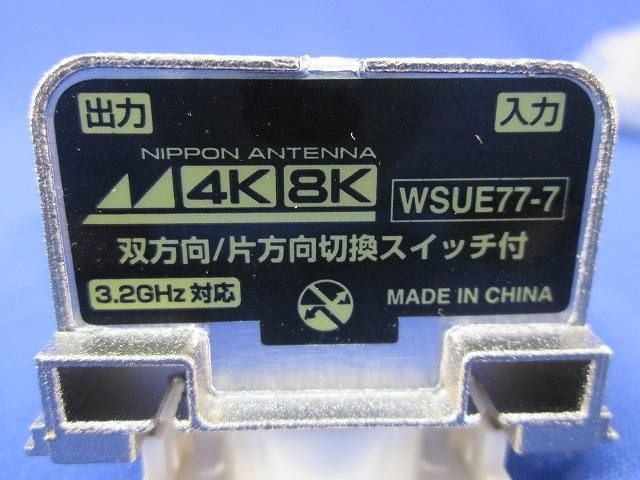 出力 入力
NIPPON ANTENNA
4K 8K WSUE77-7
双方向/片方向切換スイッチ付
3.2GHz対応 MADE IN CHINA